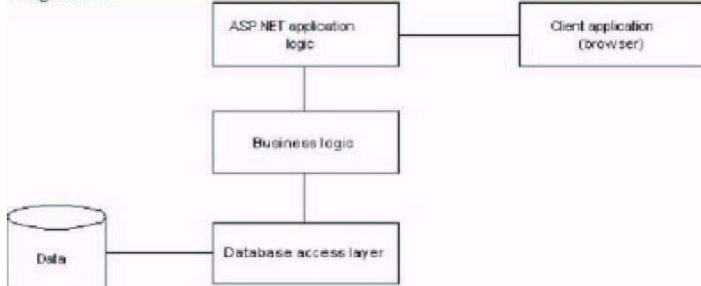 ASP.NET application
logic
Client application
(browser)
Business logic
Data
Database access layer